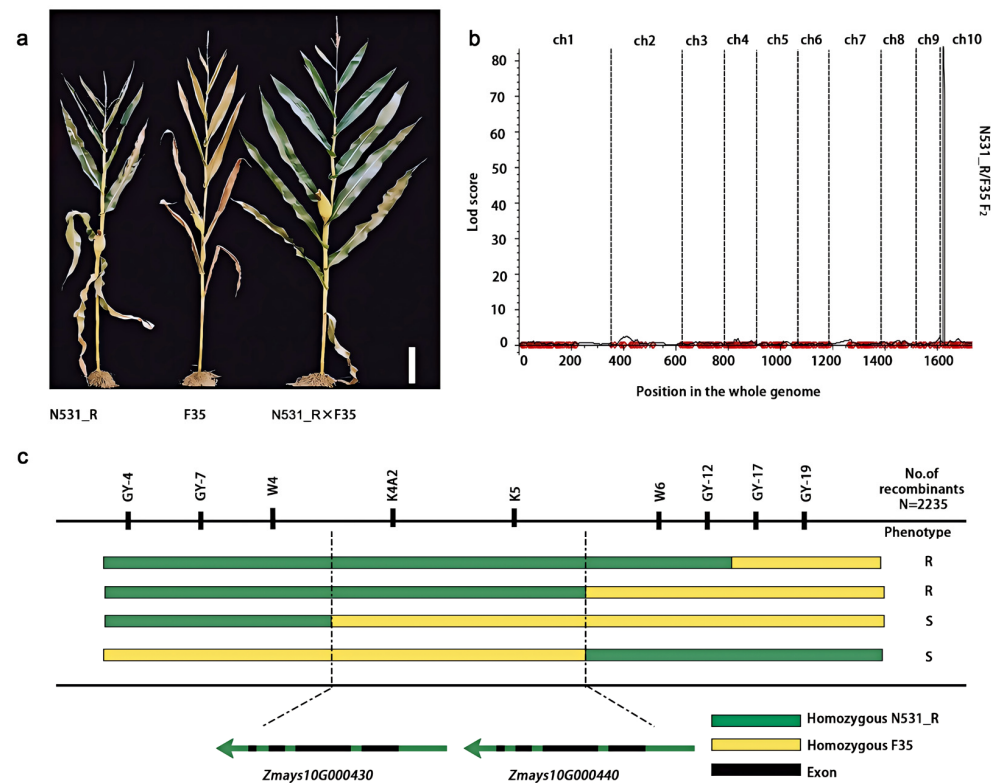 a
N531_R
F35
N531_R×F35
b
ch1
ch2
ch3
ch4
ch5
ch6
ch7
ch8
ch9
ch10
80
70
60
50
40
30
20
10
0
Lod score
0
200
400
600
800
1000
1200
1400
1600
Position in the whole genome
N531_R/F35 F₂
c
GY-4
GY-7
W4
K4A2
K5
W6
GY-12
GY-17
GY-19
No.of
recombinants
N=2235
Phenotype
R
R
S
S
Zmays10G000430
Zmays10G000440
Homozygous N531_R
Homozygous F35
Exon